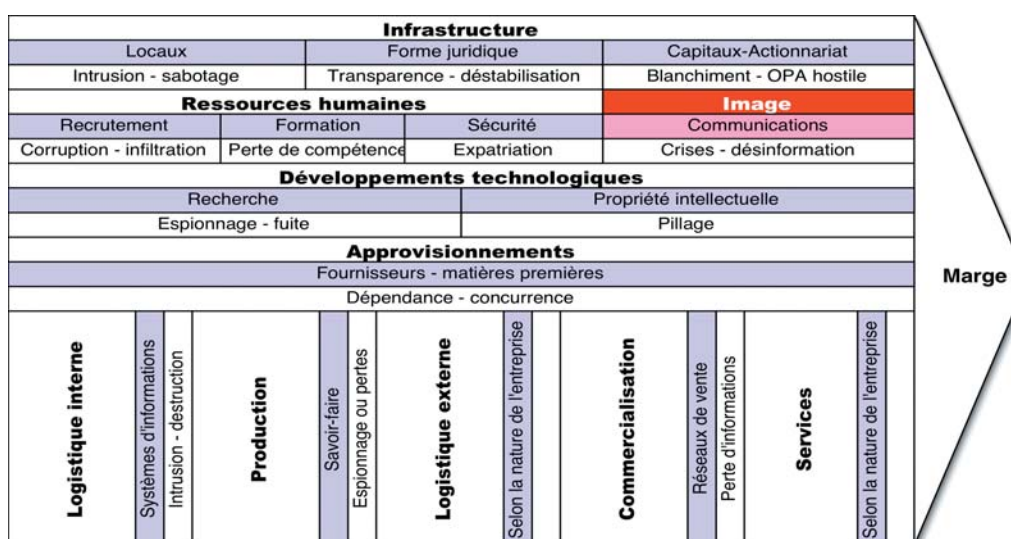 Infrastructure
Locaux Forme juridique Capitaux-Actionnariat
Intrusion - sabotage Transparence - déstabilisation Blanchiment - OPA hostile
Ressources humaines Image
Recrutement Formation Sécurité Communications
Corruption - infiltration Perte de compétence Expatriation Crises - désinformation
Développements technologiques
Recherche Propriété intellectuelle
Espionnage - fuite Pillage
Approvisionnements
Fournisseurs - matières premières
Dépendance - concurrence
Marge
Logistique interne
Systèmes d'informations
Intrusion - destruction
Production
Savoir-faire
Espionnage ou pertes
Logistique externe
Selon la nature de l'entreprise
Commercialisation
Réseaux de vente
Perte d'informations
Services
Selon la nature de l'entreprise